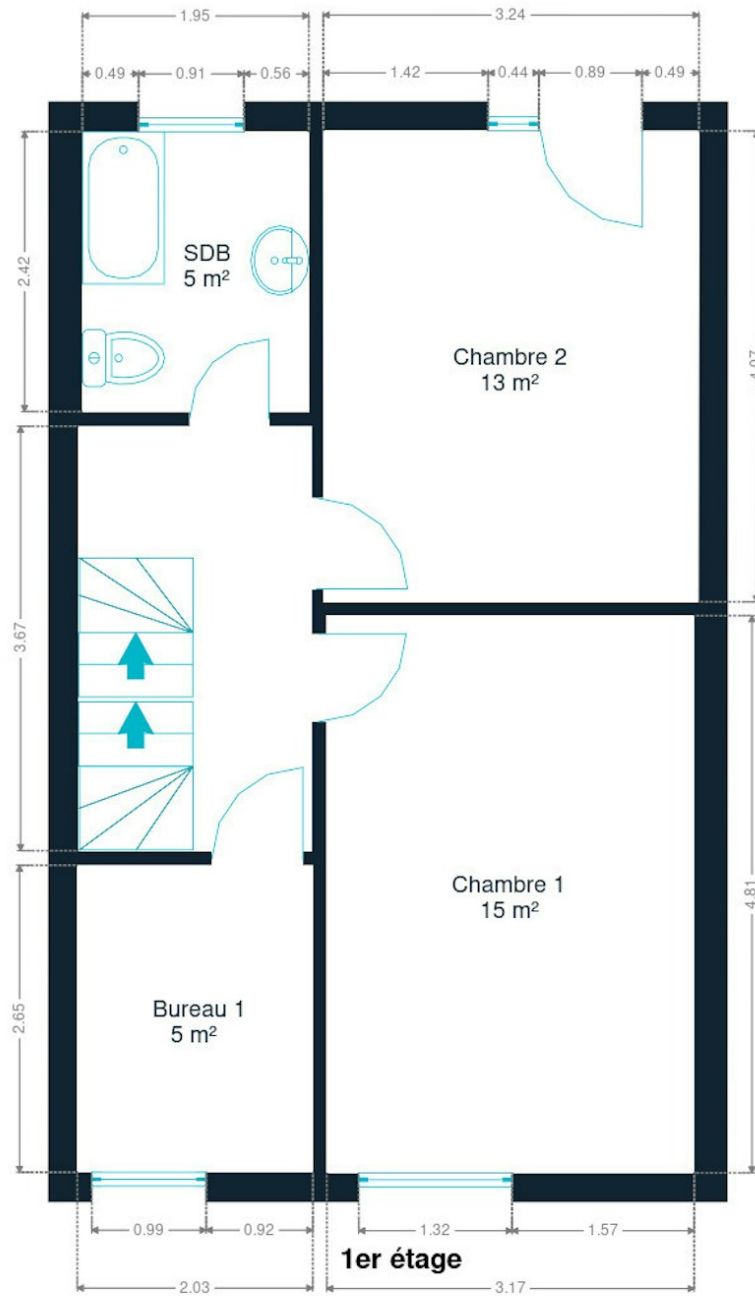 1.95
3.24
0.49
0.91
0.56
1.42
0.44
0.89
0.49
2.42
SDB
5 m²
Chambre 2
13 m²
4.07
3.67
Chambre 1
15 m²
4.81
2.65
Bureau 1
5 m²
0.99
0.92
1.32
1.57
1er étage
2.03
3.17